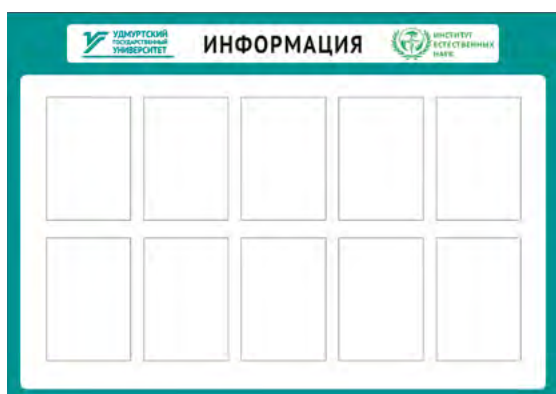 УДМУРТСКИЙ
ГОСУДАРСТВЕННЫЙ
УНИВЕРСИТЕТ
ИНФОРМАЦИЯ
ИНСТИТУТ
ЕСТЕСТВЕННЫХ
НАУК